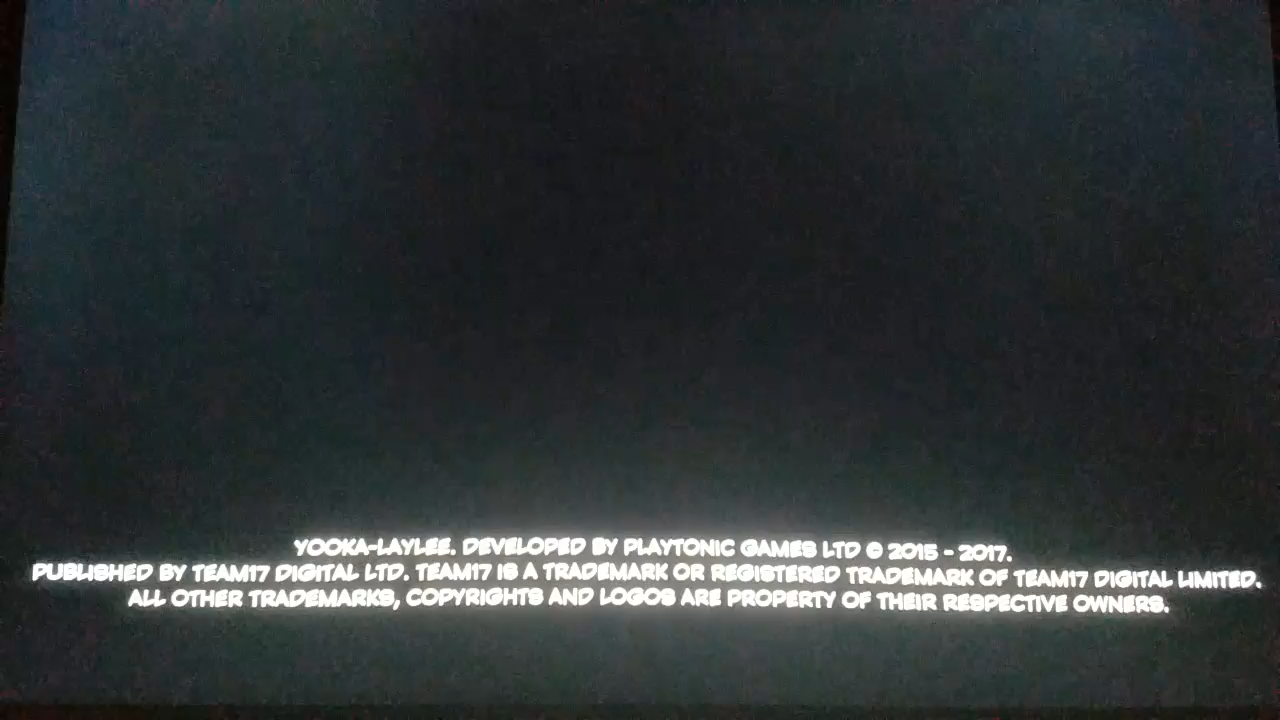 YOOKA-LAYLEE. DEVELOPED BY PLAYTONIC GAMES LTD © 2015 - 2017.
PUBLISHED BY TEAM17 DIGITAL LTD. TEAM17 IS A TRADEMARK OR REGISTERED TRADEMARK OF TEAM17 DIGITAL LIMITED.
ALL OTHER TRADEMARKS, COPYRIGHTS AND LOGOS ARE PROPERTY OF THEIR RESPECTIVE OWNERS.